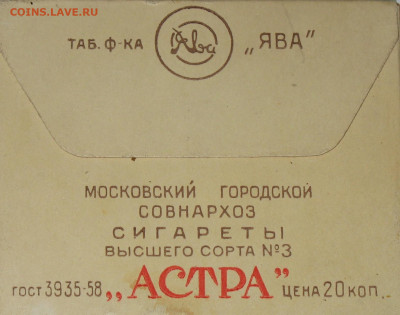 COINS.LAVE.RU
ТАБ. Ф-КА Ява „ЯВА"
МОСКОВСКИЙ ГОРОДСКОЙ
СОВНАРХОЗ
СИГАРЕТЫ
ВЫСШЕГО СОРТА №3
ГОСТ 3935-58 „АСТРА" ЦЕНА 20 КОП.